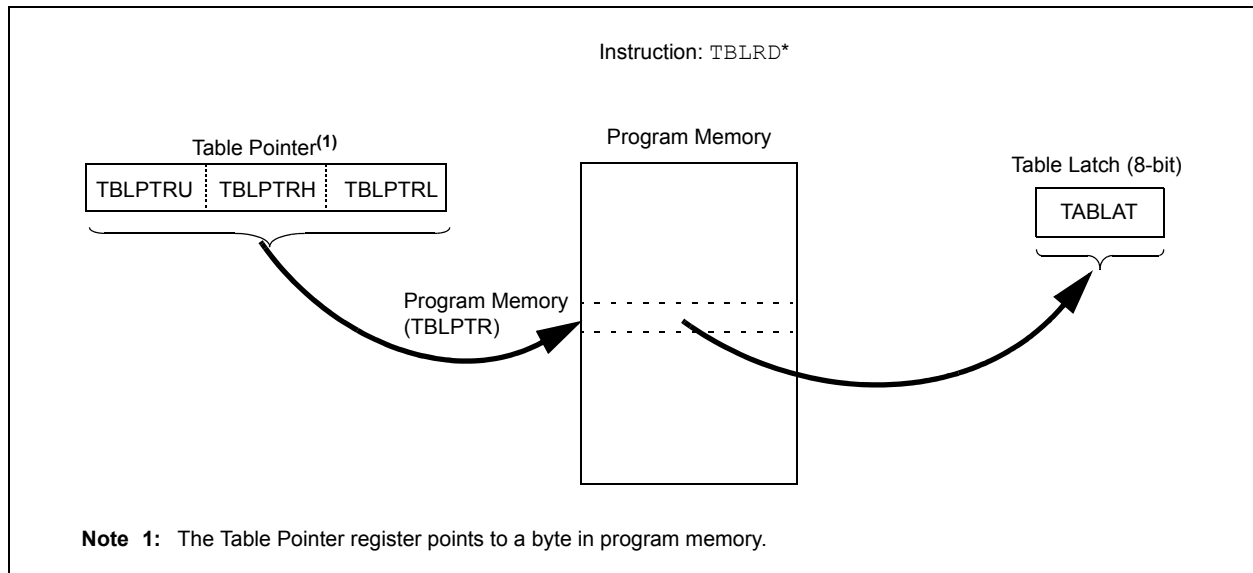 Instruction: TBLRD*
Table Pointer(1)
Program Memory
Table Latch (8-bit)
TBLPTRU TBLPTRH TBLPTRL
TABLAT
Program Memory
(TBLPTR)
Note 1: The Table Pointer register points to a byte in program memory.